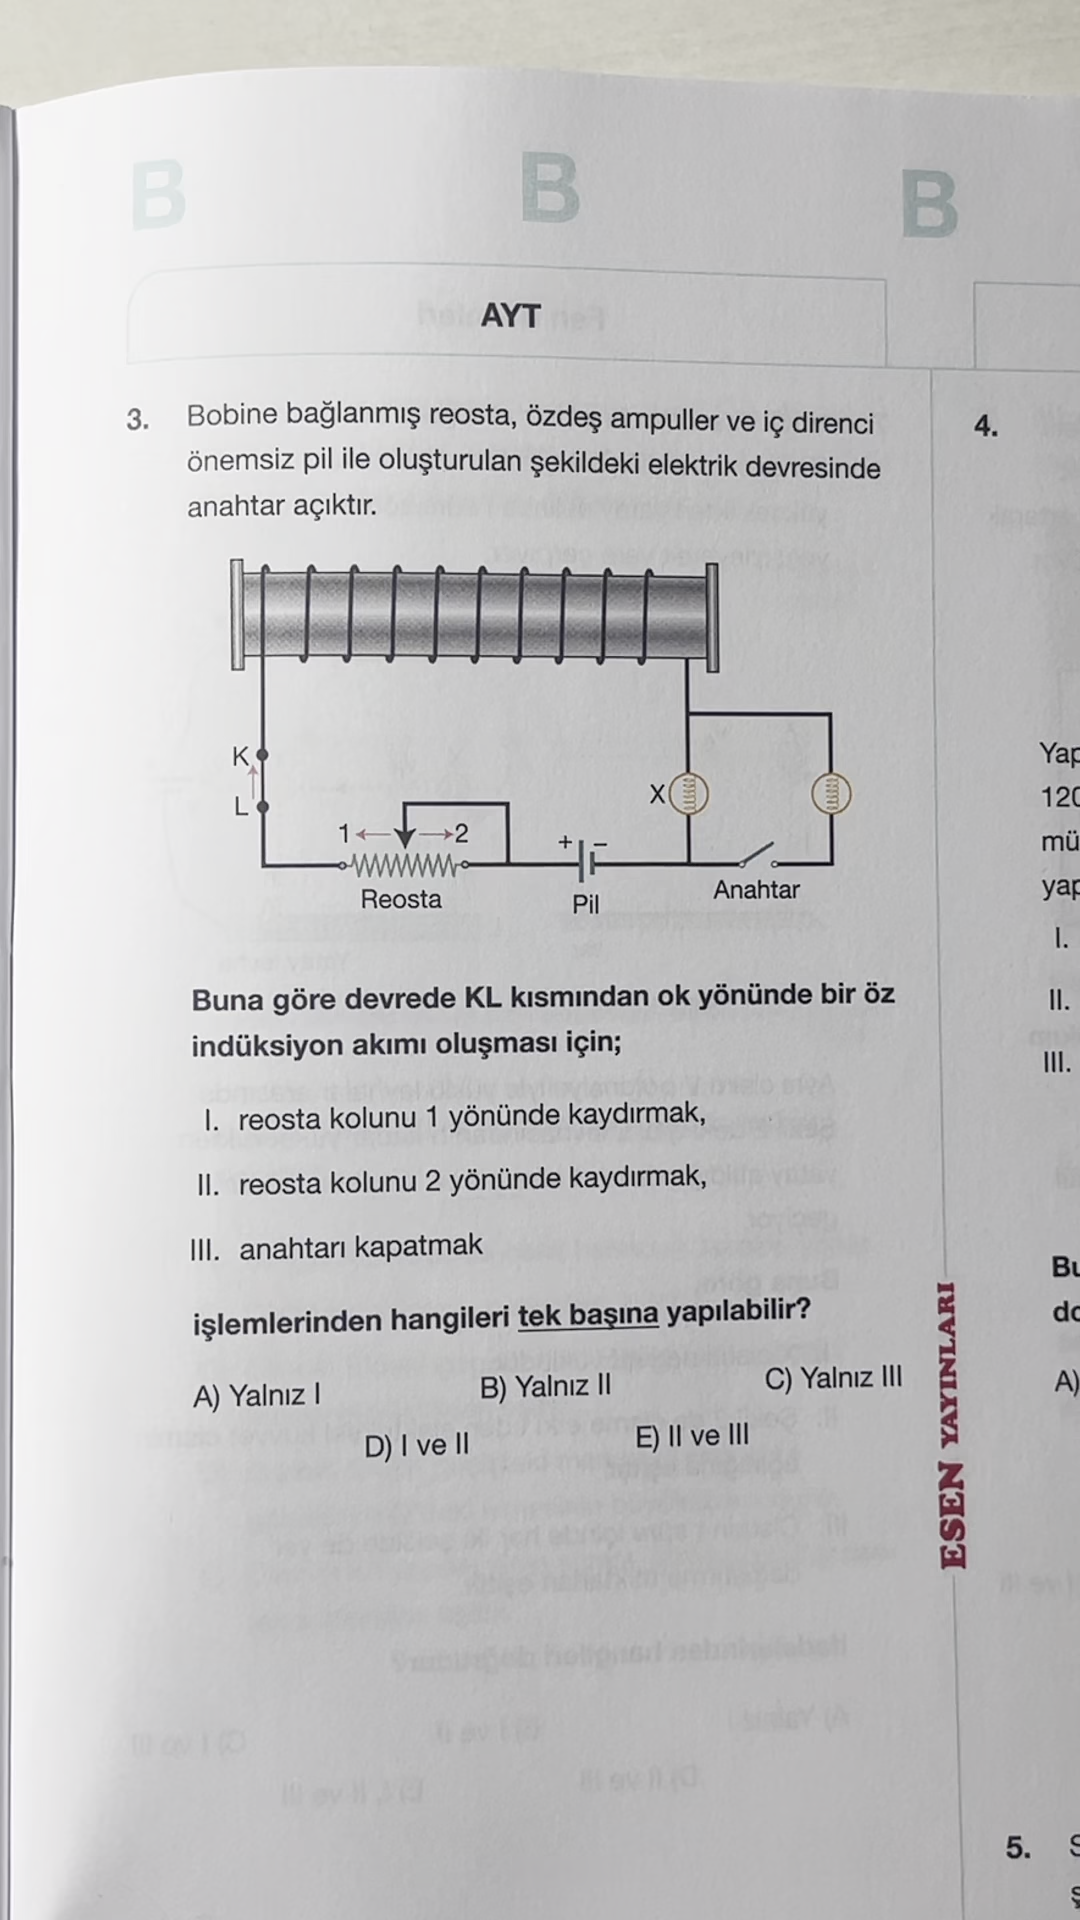 B B B
AYT
3. Bobine bağlanmış reosta, özdeş ampuller ve iç direnci
önemsiz pil ile oluşturulan şekildeki elektrik devresinde
anahtar açıktır.
K
L
1 2
Reosta
+ -
Pil
X
Anahtar
Buna göre devrede KL kısmından ok yönünde bir öz
indüksiyon akımı oluşması için;
I. reosta kolunu 1 yönünde kaydırmak,
II. reosta kolunu 2 yönünde kaydırmak,
III. anahtarı kapatmak
işlemlerinden hangileri tek başına yapılabilir?
A) Yalnız I B) Yalnız II C) Yalnız III
D) I ve II E) II ve III
ESEN YAYINLARI
4.
120
I.
II.
III.
A)
5.